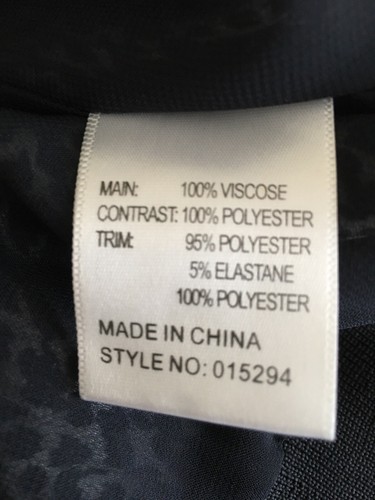 MAIN: 100% VISCOSE
CONTRAST: 100% POLYESTER
TRIM: 95% POLYESTER
5% ELASTANE
100% POLYESTER
MADE IN CHINA
STYLE NO: 015294